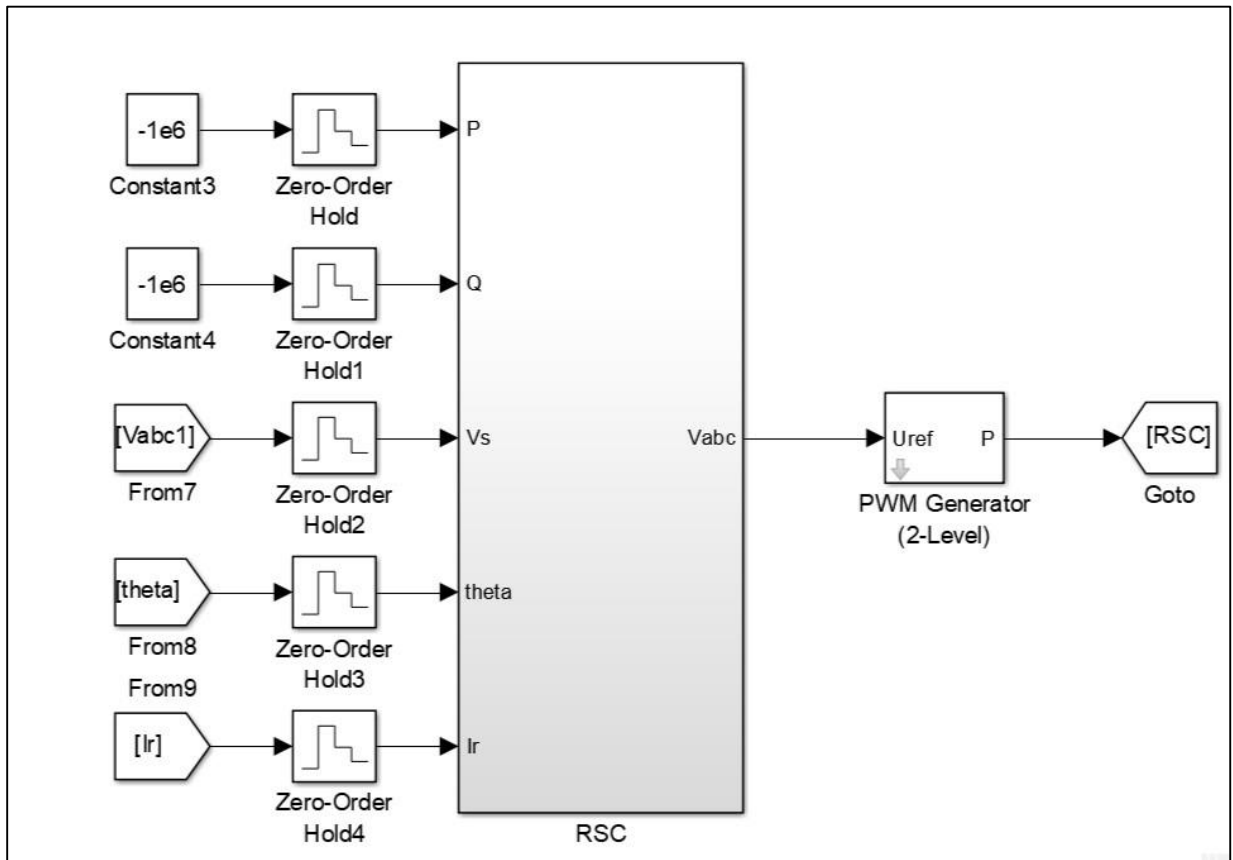 -1e6
Constant3
Zero-Order
Hold
P
-1e6
Constant4
Zero-Order
Hold1
Q
[Vabc1]
From7
Zero-Order
Hold2
Vs
[theta]
From8
Zero-Order
Hold3
theta
From9
[Ir]
Zero-Order
Hold4
Ir
RSC
Vabc
Uref
P
PWM Generator
(2-Level)
[RSC]
Goto